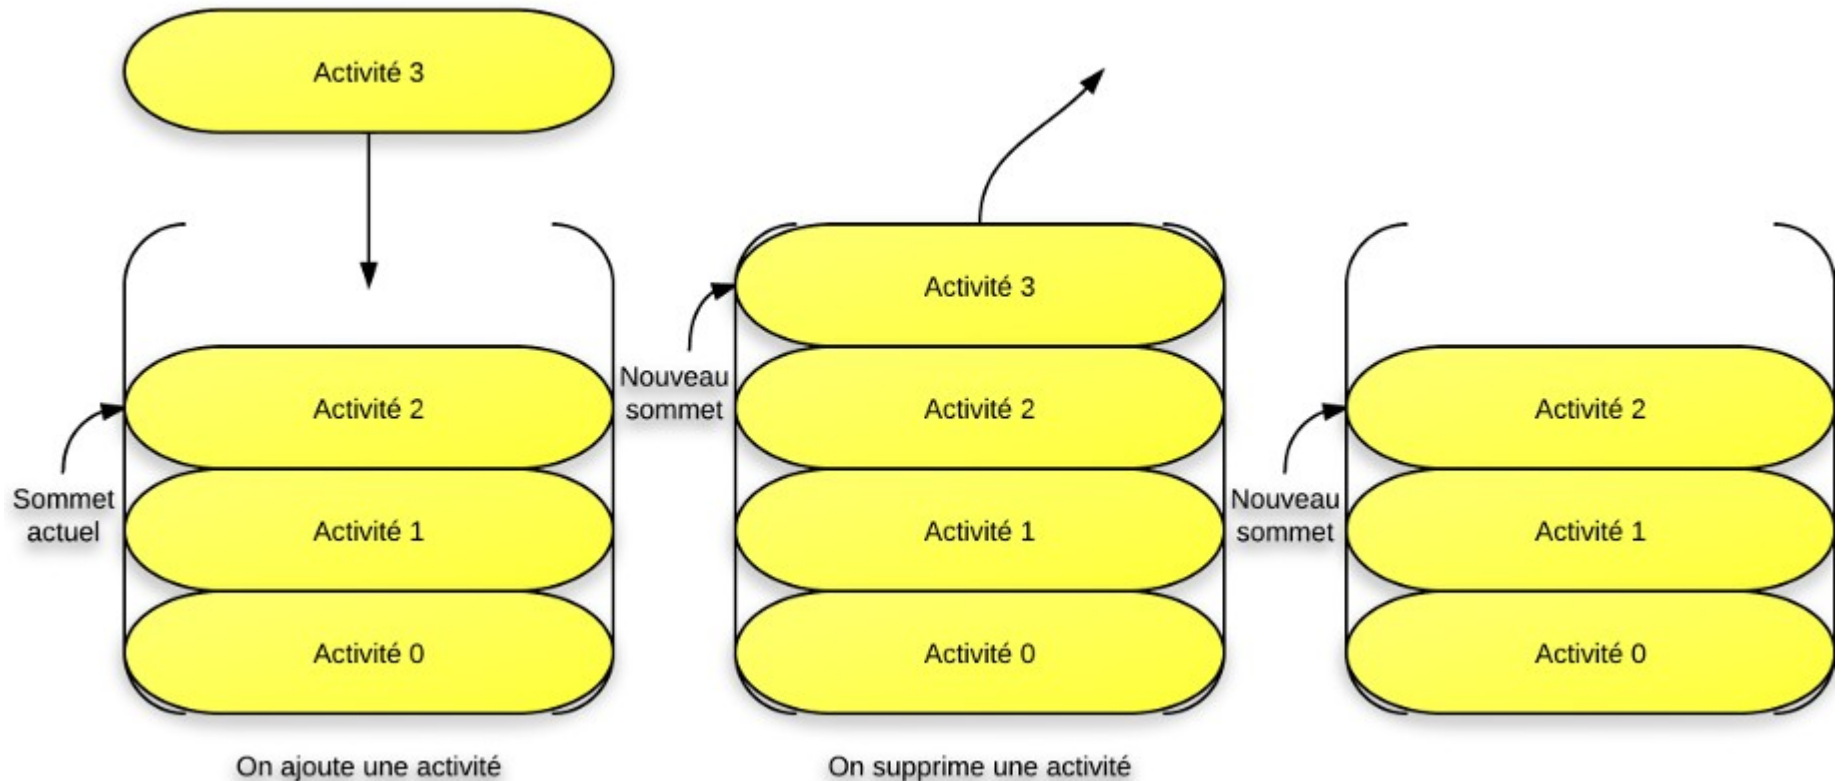 Activité 3
Activité 2
Sommet
actuel
Activité 1
Activité 0
On ajoute une activité
Activité 3
Nouveau
sommet
Activité 2
Activité 1
Activité 0
On supprime une activité
Nouveau
sommet
Activité 2
Activité 1
Activité 0